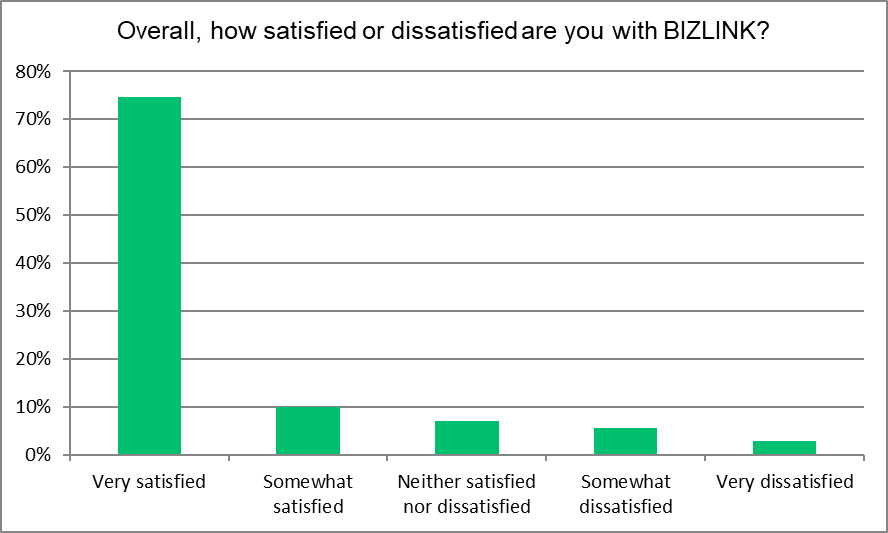 Overall, how satisfied or dissatisfied are you with BIZLINK?
80%
70%
60%
50%
40%
30%
20%
10%
0%
Very satisfied
Somewhat
satisfied
Neither satisfied
nor dissatisfied
Somewhat
dissatisfied
Very dissatisfied